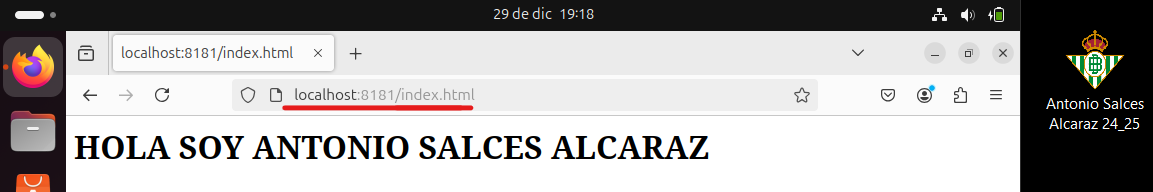 29 de dic 19:18
localhost:8181/index.html
localhost:8181/index.html
HOLA SOY ANTONIO SALCES ALCARAZ
Antonio Salces
Alcaraz 24_25